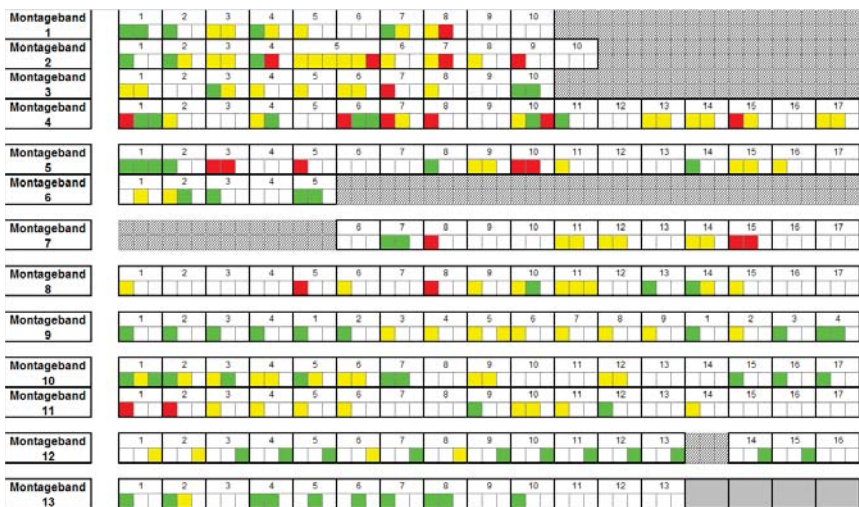 Montageband 1 2 3 4 5 6 7 8 9 10
1
Montageband 1 2 3 4 5 6 7 8 9 10
2
Montageband 1 2 3 4 5 6 7 8 9 10
3
Montageband 1 2 3 4 5 6 7 8 9 10 11 12 13 14 15 16 17
4
Montageband 1 2 3 4 5 6 7 8 9 10 11 12 13 14 15 16 17
5
Montageband 1 2 3 4 5
6
Montageband 6 7 8 9 10 11 12 13 14 15 16 17
7
Montageband 1 2 3 4 5 6 7 8 9 10 11 12 13 14 15 16 17
8
Montageband 1 2 3 4 1 2 3 4 5 6 7 8 9 1 2 3 4
9
Montageband 1 2 3 4 5 6 7 8 9 10 11 12 13 14 15 16 17
10
Montageband 1 2 3 4 5 6 7 8 9 10 11 12 13 14 15 16 17
11
Montageband 1 2 3 4 5 6 7 8 9 10 11 12 13 14 15 16
12
Montageband 1 2 3 4 5 6 7 8 9 10 11 12 13
13